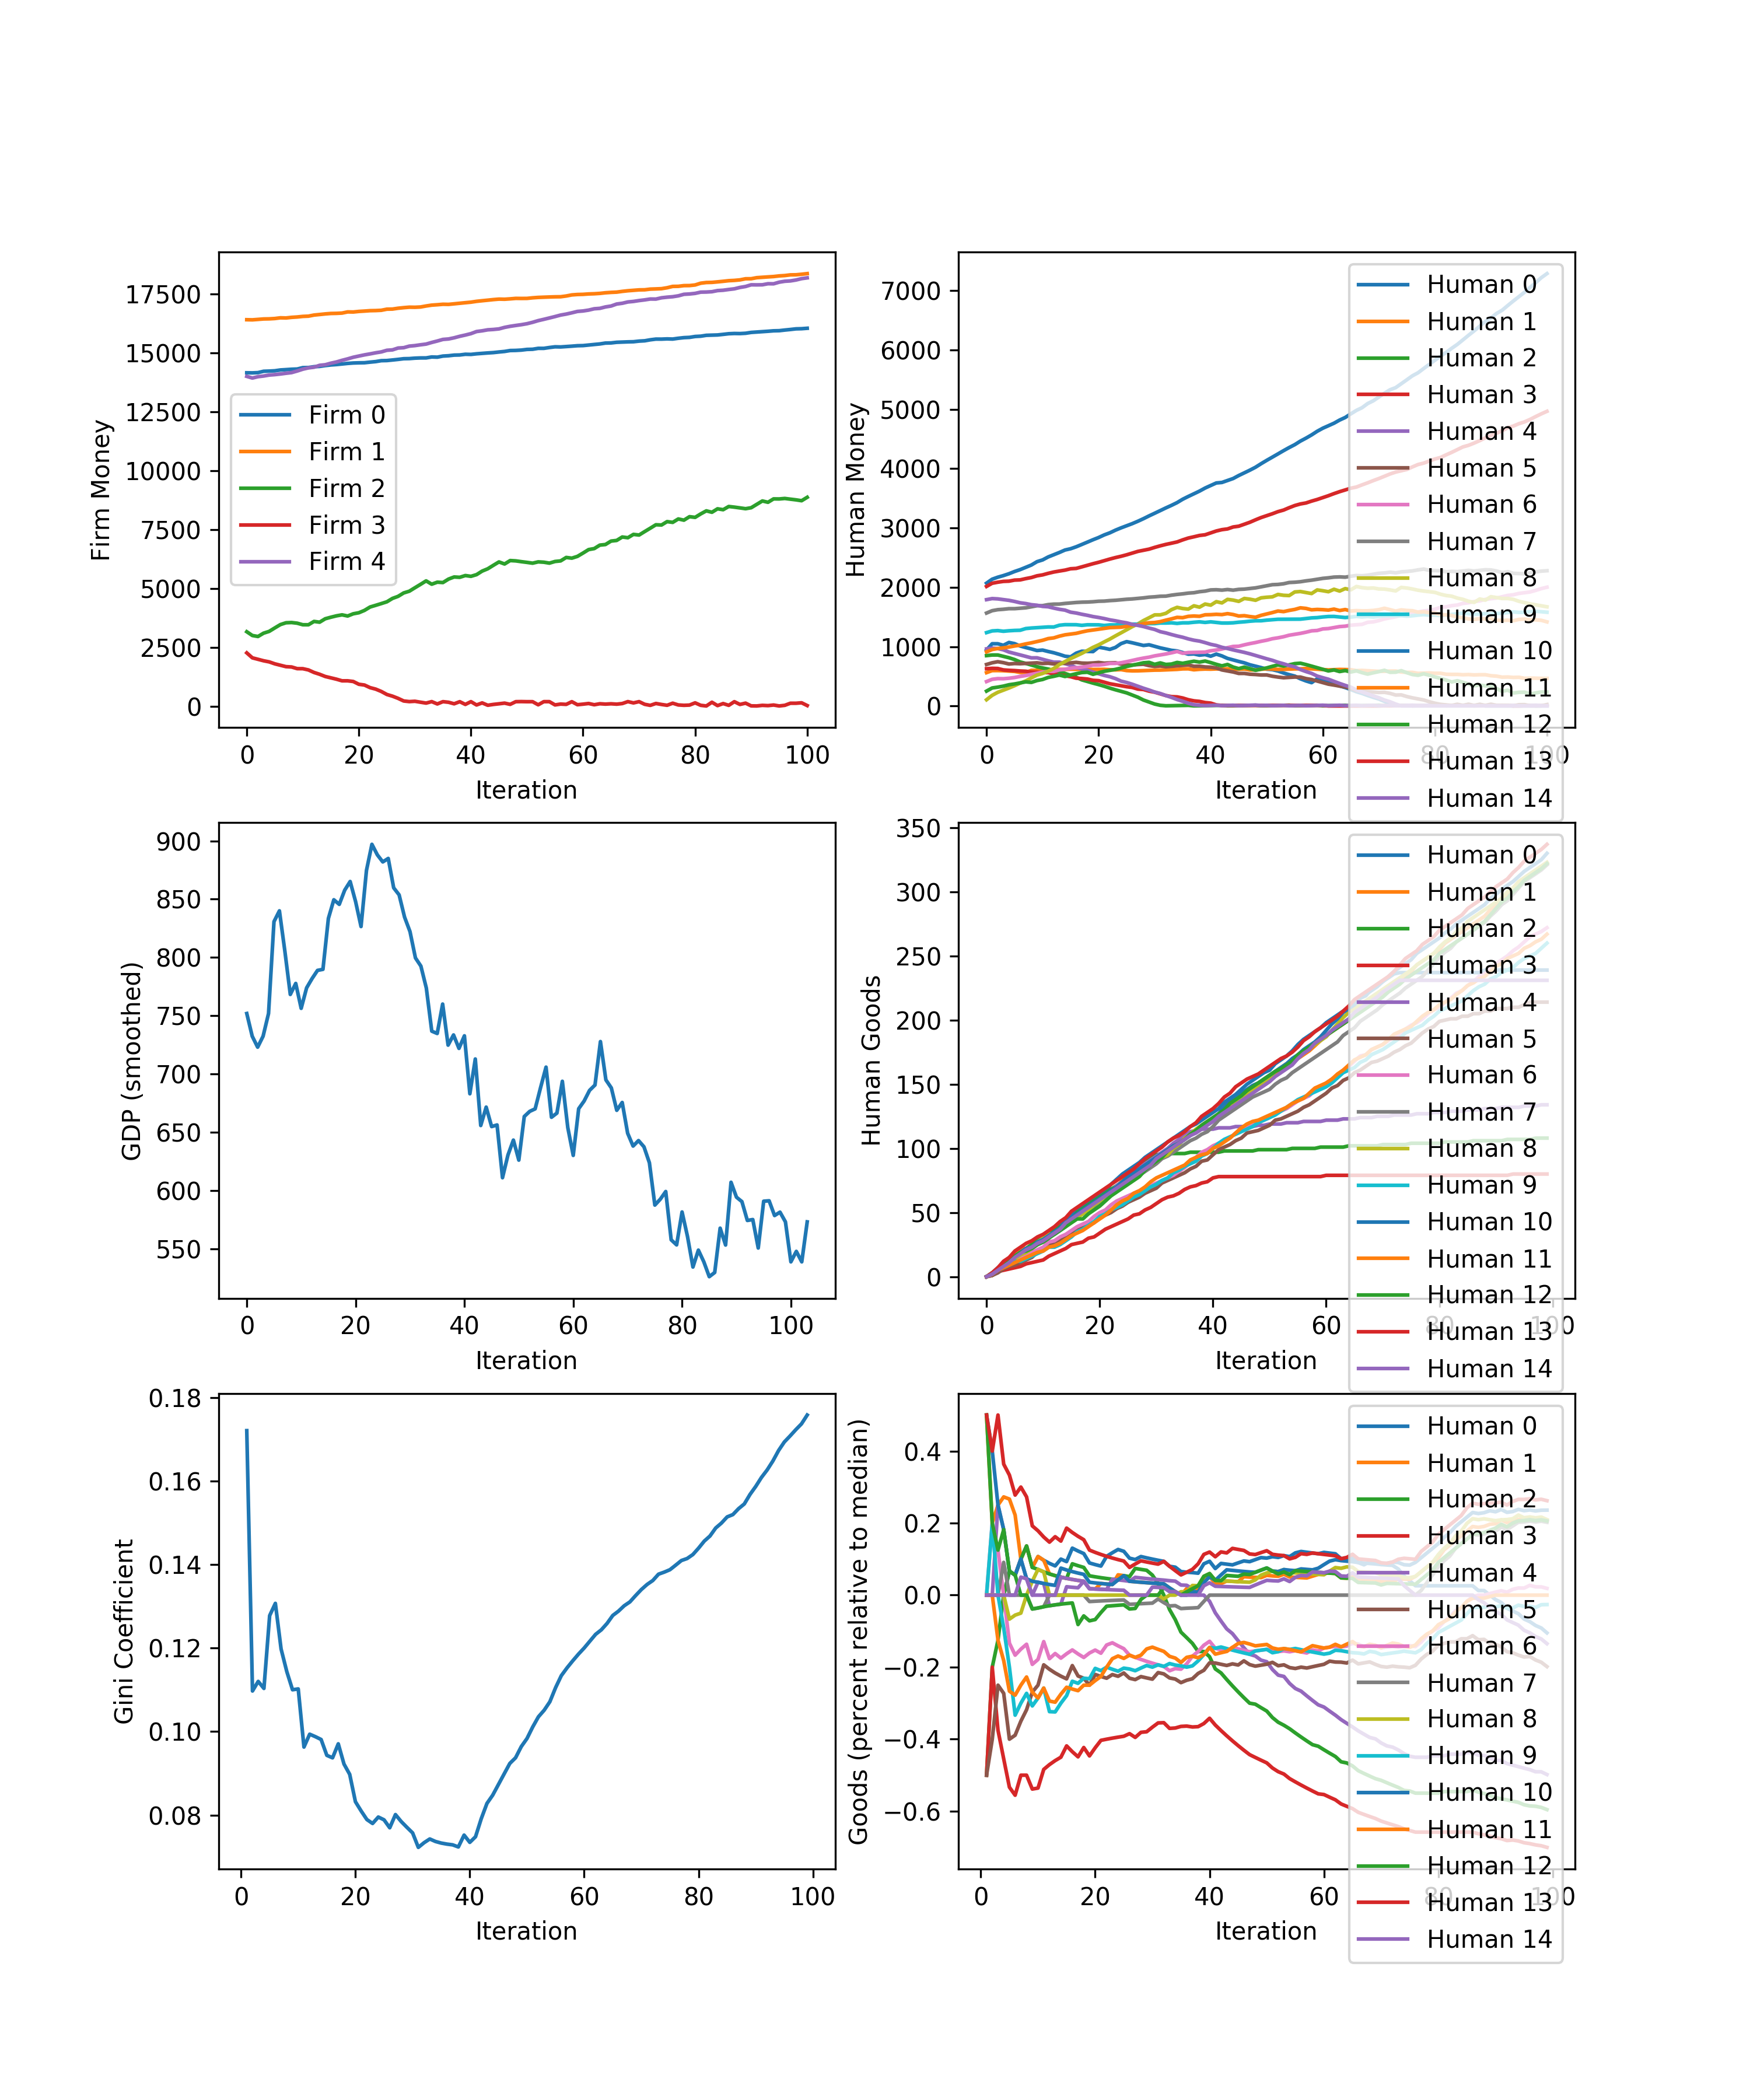 17500
15000
12500
10000
7500
5000
2500
0
Firm Money
Firm 0
Firm 1
Firm 2
Firm 3
Firm 4
0 20 40 60 80 100
Iteration
7000
6000
5000
4000
3000
2000
1000
0
Human Money
Human 0
Human 1
Human 2
Human 3
Human 4
Human 5
Human 6
Human 7
Human 8
Human 9
Human 10
Human 11
Human 12
Human 13
Human 14
0 20 40 60 80 100
Iteration
900
850
800
750
700
650
600
550
GDP (smoothed)
0 20 40 60 80 100
Iteration
350
300
250
200
150
100
50
0
Human Goods
Human 0
Human 1
Human 2
Human 3
Human 4
Human 5
Human 6
Human 7
Human 8
Human 9
Human 10
Human 11
Human 12
Human 13
Human 14
0 20 40 60 80 100
Iteration
0.18
0.16
0.14
0.12
0.10
0.08
Gini Coefficient
0 20 40 60 80 100
Iteration
0.4
0.2
0.0
−0.2
−0.4
−0.6
Goods (percent relative to median)
Human 0
Human 1
Human 2
Human 3
Human 4
Human 5
Human 6
Human 7
Human 8
Human 9
Human 10
Human 11
Human 12
Human 13
Human 14
0 20 40 60 80 100
Iteration